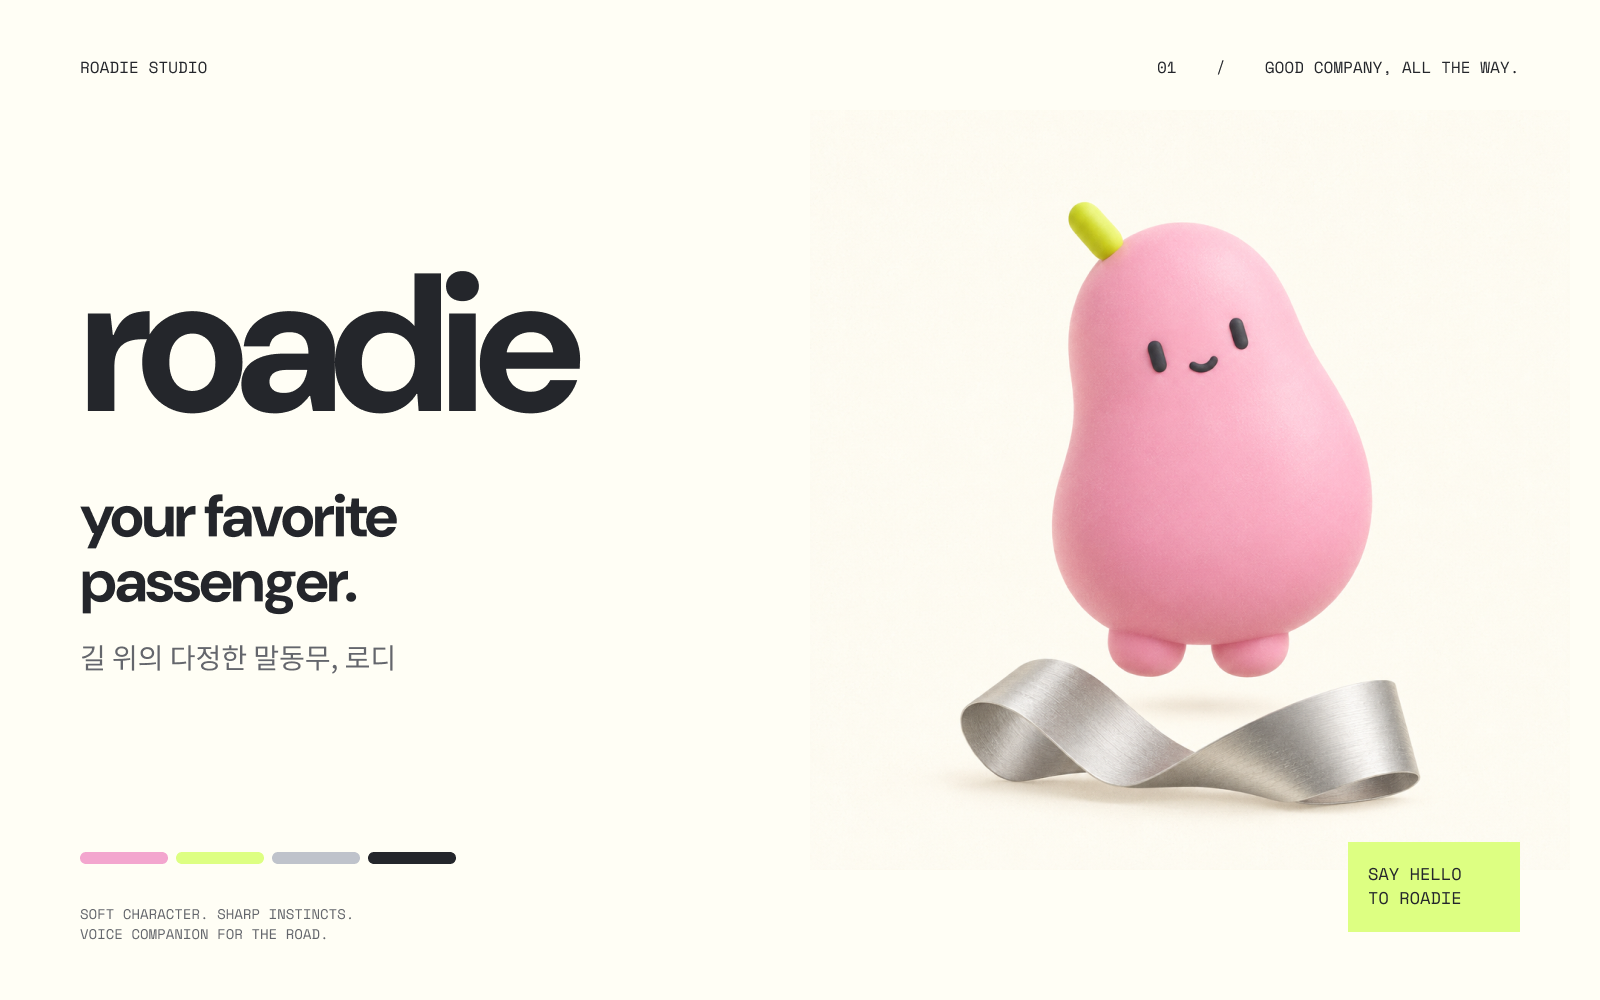 ROADIE STUDIO
01 / GOOD COMPANY, ALL THE WAY.
roadie
your favorite
passenger.
길 위의 다정한 말동무, 로디
SOFT CHARACTER. SHARP INSTINCTS.
VOICE COMPANION FOR THE ROAD.
SAY HELLO
TO ROADIE